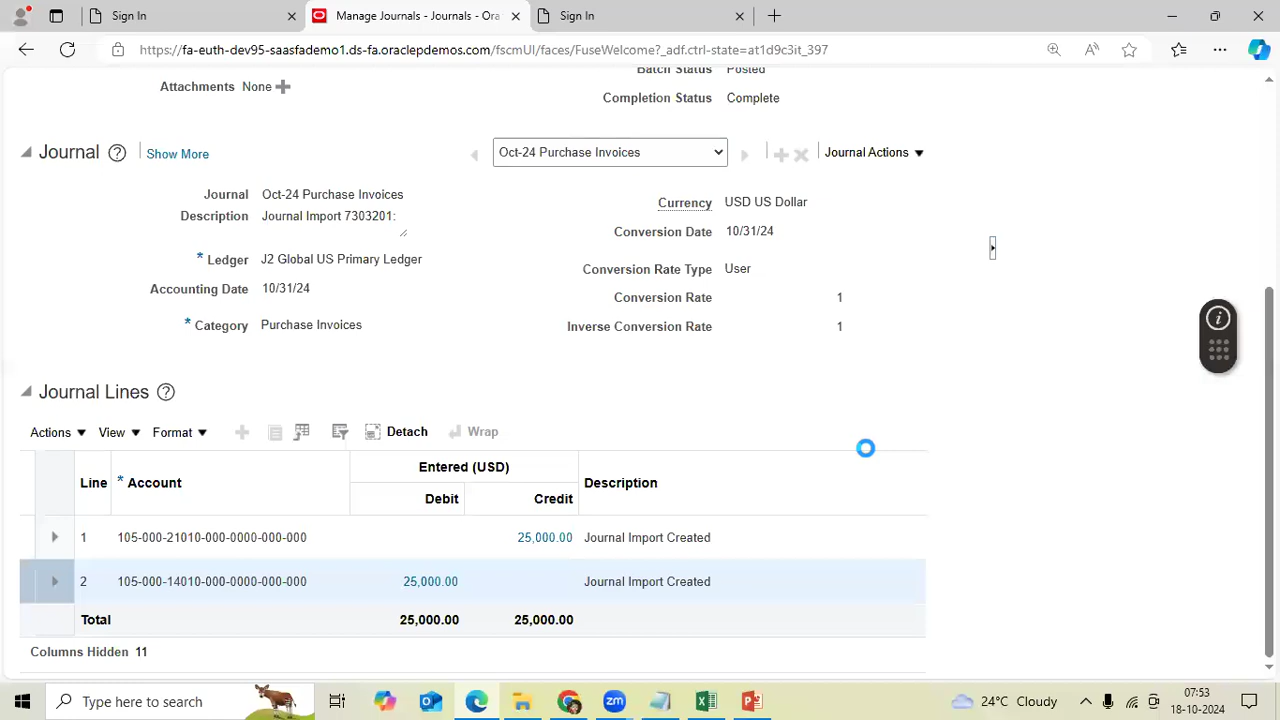 Sign In
Manage Journals - Journals - Ora
Sign In
https://fa-euth-dev95-saasfademo1.ds-fa.oraclepdemos.com/fscmUI/faces/FuseWelcome?_adf.ctrl-state=at1d9c3it_397
Batch Status Posted
Attachments None
Completion Status Complete
Journal ? Show More
Oct-24 Purchase Invoices
Journal Actions
Journal Oct-24 Purchase Invoices
Currency USD US Dollar
Description Journal Import 7303201:
Conversion Date 10/31/24
* Ledger J2 Global US Primary Ledger
Conversion Rate Type User
Accounting Date 10/31/24
Conversion Rate 1
* Category Purchase Invoices
Inverse Conversion Rate 1
Journal Lines ?
Actions View Format Detach Wrap
Entered (USD)
Line * Account Debit Credit Description
1 105-000-21010-000-0000-000-000 25,000.00 Journal Import Created
2 105-000-14010-000-0000-000-000 25,000.00 Journal Import Created
Total 25,000.00 25,000.00
Columns Hidden 11
Type here to search
24°C Cloudy
07:53
18-10-2024